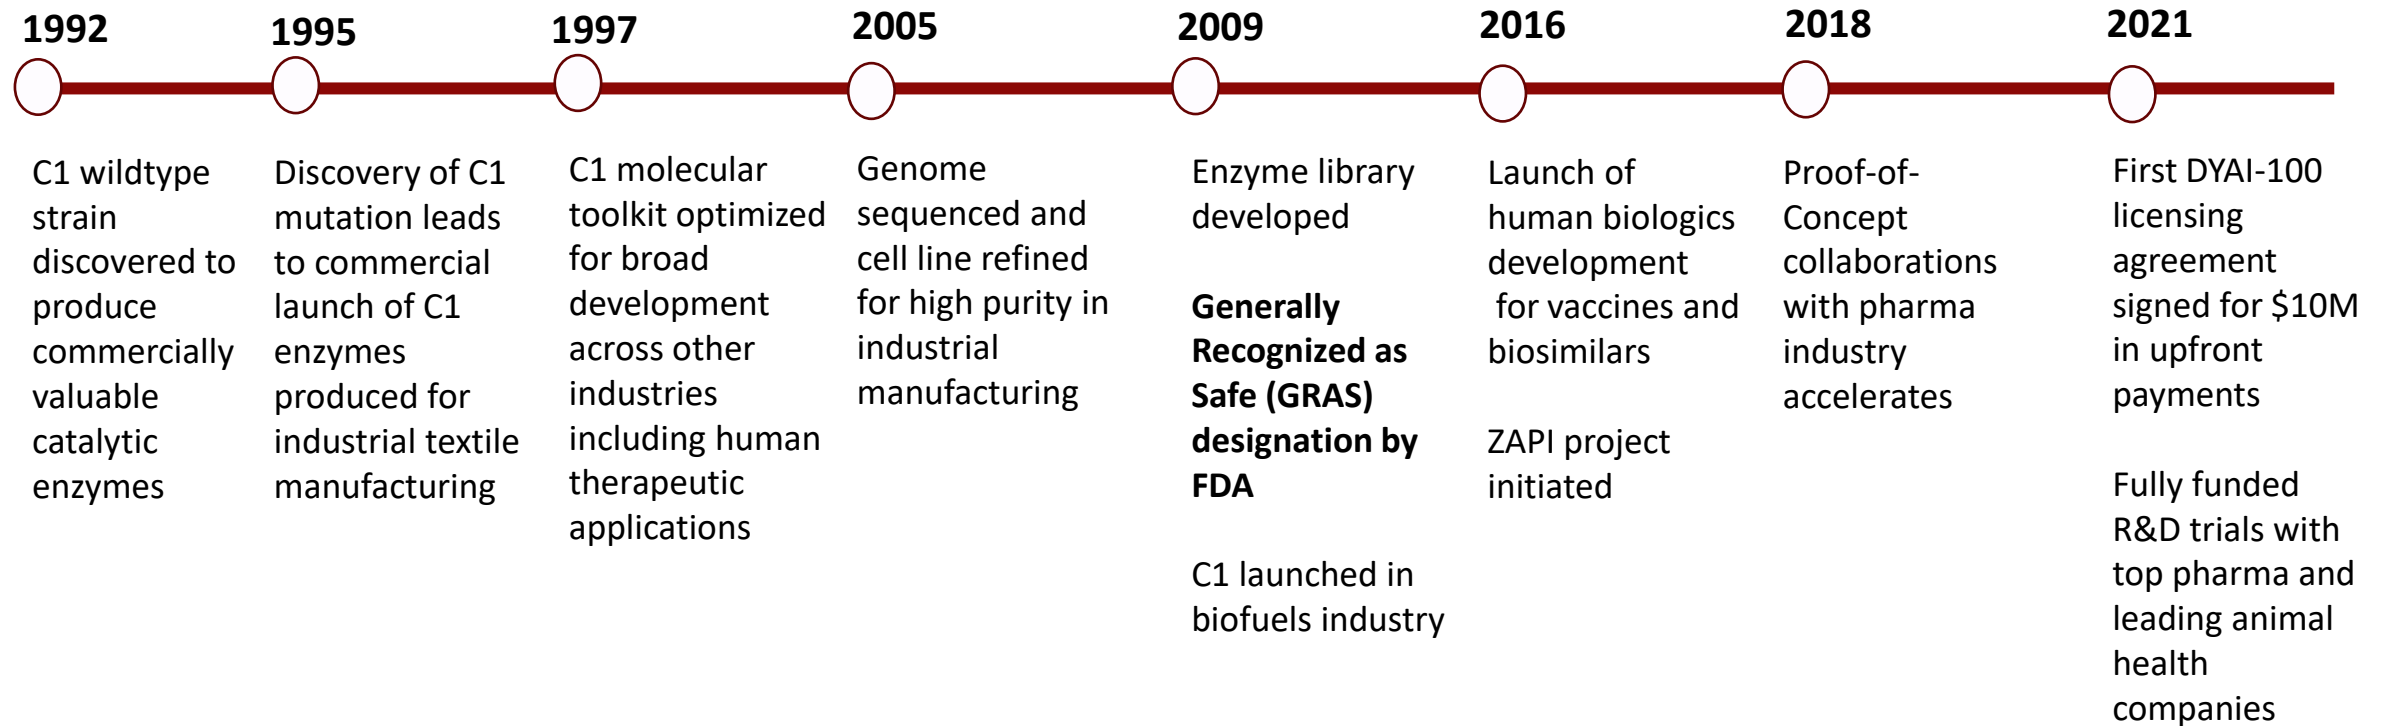 1992
C1 wildtype
strain
discovered to
produce
commercially
valuable
catalytic
enzymes
1995
Discovery of C1
mutation leads
to commercial
launch of C1
enzymes
produced for
industrial textile
manufacturing
1997
C1 molecular
toolkit optimized
for broad
development
across other
industries
including human
therapeutic
applications
2005
Genome
sequenced and
cell line refined
for high purity in
industrial
manufacturing
2009
Enzyme library
developed
Generally
Recognized as
Safe (GRAS)
designation by
FDA
C1 launched in
biofuels industry
2016
Launch of
human biologics
development
for vaccines and
biosimilars
ZAPI project
initiated
2018
Proof-of-
Concept
collaborations
with pharma
industry
accelerates
2021
First DYAI-100
licensing
agreement
signed for $10M
in upfront
payments
Fully funded
R&D trials with
top pharma and
leading animal
health
companies